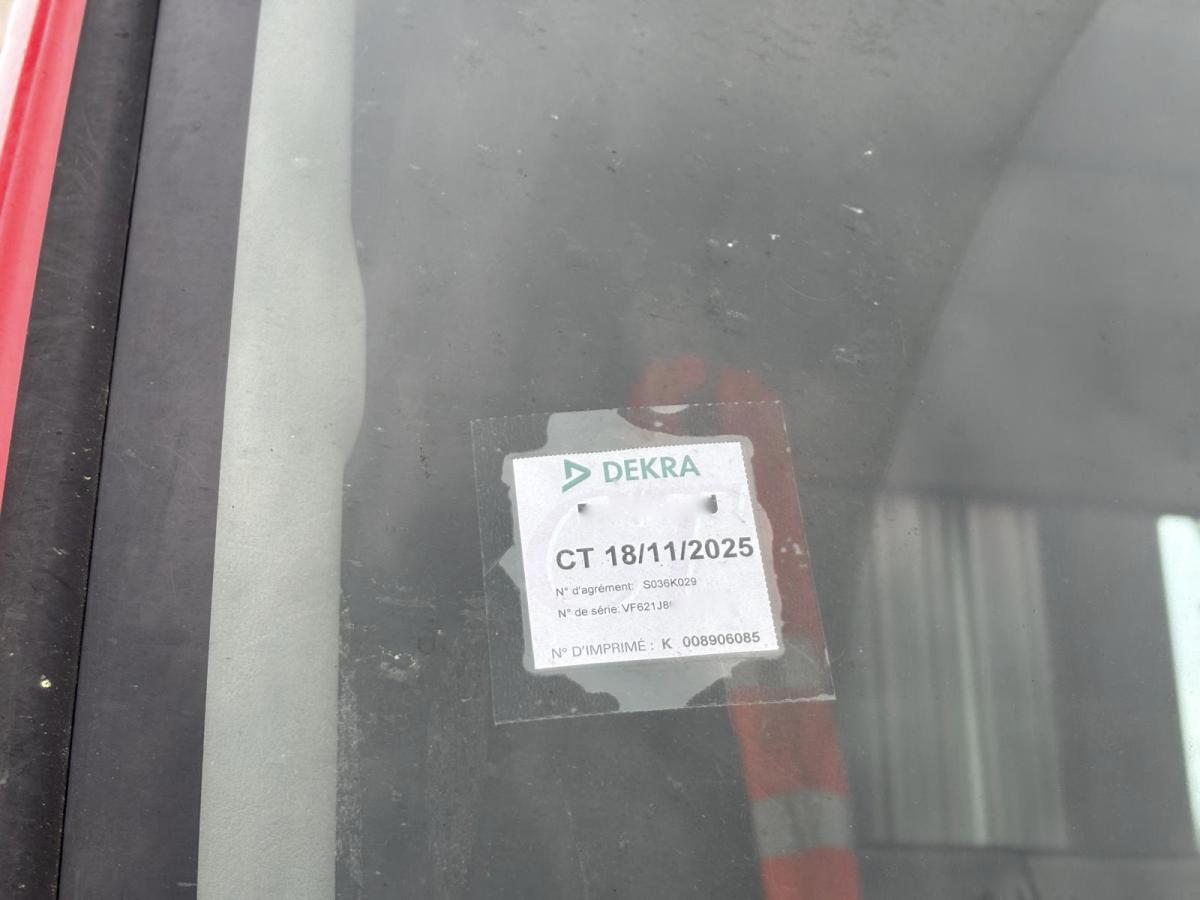 DEKRA
CT 18/11/2025
N° d'agrément: S036K029
N° de série: VF621J8
N° D'IMPRIMÉ : K 008906085